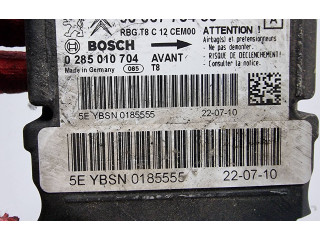 RBG.T8 C 12 CEM00
ATTENTION !
Airbag(s) et pretensionneurs
- Ne pas demonter.
- RISQUE DE DECLENCHEMENT!
- Consulter la notice.
BOSCH
0 285 010 704 AVANT
Made in Germany 085 T8
5E YBSN 0185555 22-07-10
5E YBSN 0185555 22-07-10